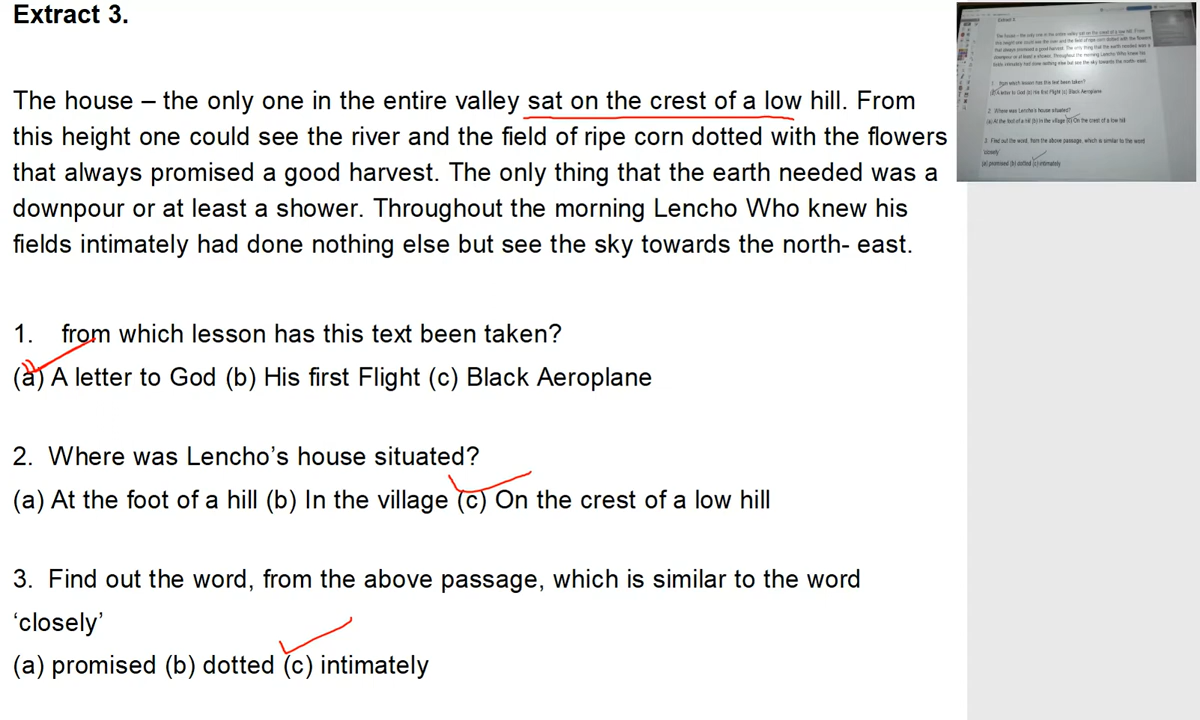 Extract 3.
The house – the only one in the entire valley sat on the crest of a low hill. From
this height one could see the river and the field of ripe corn dotted with the flowers
that always promised a good harvest. The only thing that the earth needed was a
downpour or at least a shower. Throughout the morning Lencho Who knew his
fields intimately had done nothing else but see the sky towards the north- east.
1. from which lesson has this text been taken?
(a) A letter to God (b) His first Flight (c) Black Aeroplane
2. Where was Lencho’s house situated?
(a) At the foot of a hill (b) In the village (c) On the crest of a low hill
3. Find out the word, from the above passage, which is similar to the word
‘closely’
(a) promised (b) dotted (c) intimately